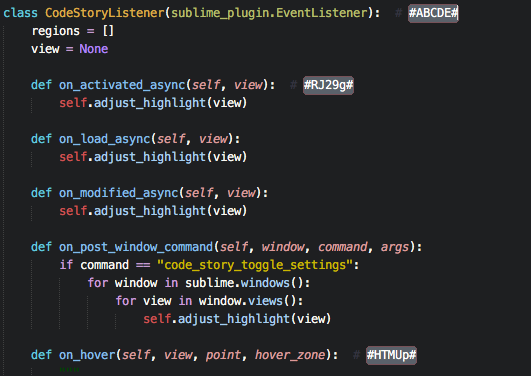 class CodeStoryListener(sublime_plugin.EventListener):  # #ABCDE#
    regions = []
    view = None

    def on_activated_async(self, view):  # #RJ29g#
        self.adjust_highlight(view)

    def on_load_async(self, view):
        self.adjust_highlight(view)

    def on_modified_async(self, view):
        self.adjust_highlight(view)

    def on_post_window_command(self, window, command, args):
        if command == "code_story_toggle_settings":
            for window in sublime.windows():
                for view in window.views():
                    self.adjust_highlight(view)

    def on_hover(self, view, point, hover_zone):  # #HTMUp#